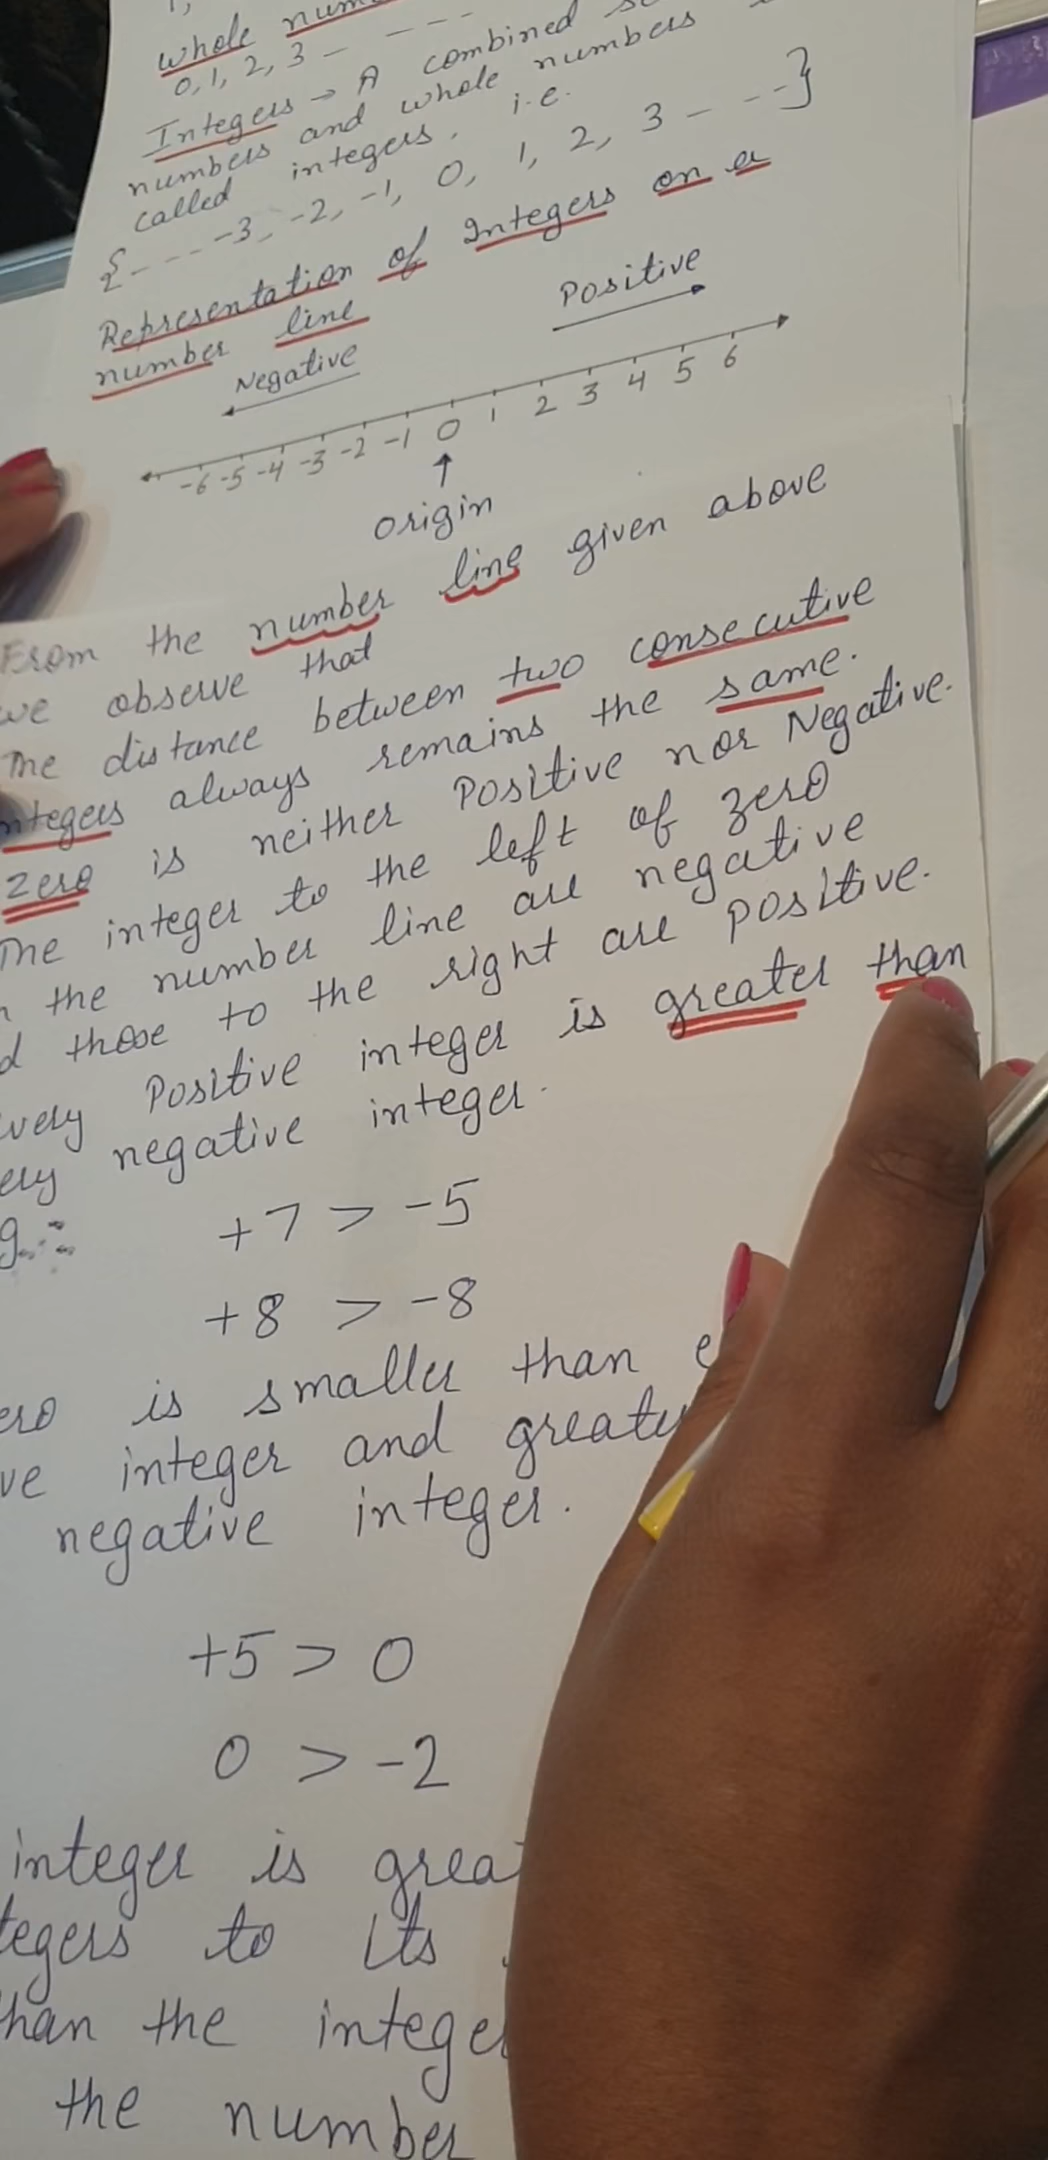 whole
0, 1, 2, 3 - - - -
Integers → A combined
numbers and whole numbers
called integers, i.e.
{ - - - - -3, -2, -1, 0, 1, 2, 3 - - - }
Representation of Integers on a
number line
Negative Positive
-6 -5 -4 -3 -2 -1 0 1 2 3 4 5 6
↑
origin
From the number line given above
we observe that
The distance between two consecutive
ntegers always remains the same.
zero is neither Positive nor Negative.
The integer to the left of zero
the number line are negative
those to the right are positive.
very Positive integer is greater than
negative integer.
+7 > -5
+8 > -8
is smaller than
integer and greate
negative integer.
+5 > 0
0 > -2
integer is grea
tegers to its
han the intege
the number